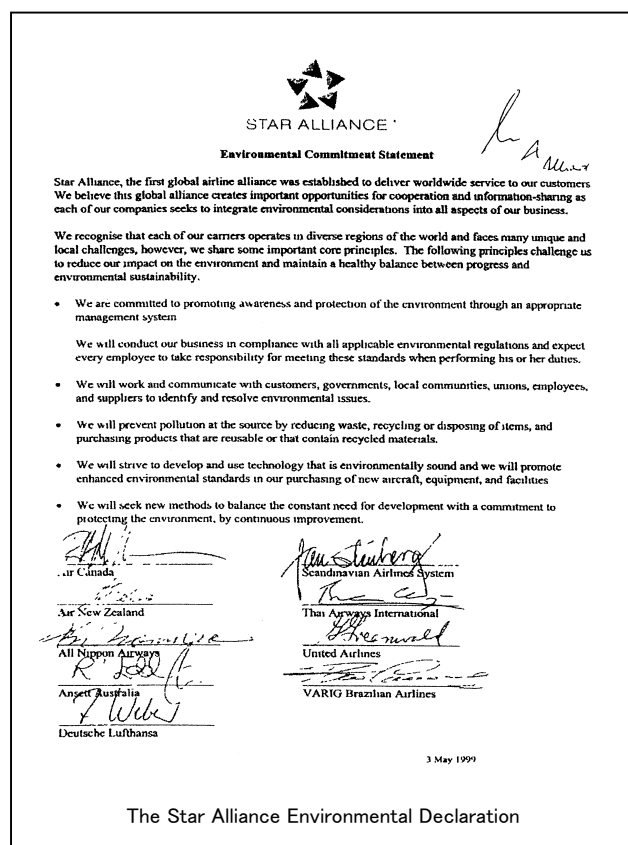 STAR ALLIANCE
Environmental Commitment Statement
Star Alliance, the first global airline alliance was established to deliver worldwide service to our customers
We believe this global alliance creates important opportunities for cooperation and information-sharing as
each of our companies seeks to integrate environmental considerations into all aspects of our business.
We recognise that each of our carriers operates in diverse regions of the world and faces many unique and
local challenges, however, we share some important core principles. The following principles challenge us
to reduce our impact on the environment and maintain a healthy balance between progress and
environmental sustainability.
• We are committed to promoting awareness and protection of the environment through an appropriate
management system
We will conduct our business in compliance with all applicable environmental regulations and expect
every employee to take responsibility for meeting these standards when performing his or her duties.
• We will work and communicate with customers, governments, local communities, unions, employees,
and suppliers to identify and resolve environmental issues.
• We will prevent pollution at the source by reducing waste, recycling or disposing of items, and
purchasing products that are reusable or that contain recycled materials.
• We will strive to develop and use technology that is environmentally sound and we will promote
enhanced environmental standards in our purchasing of new aircraft, equipment, and facilities
• We will seek new methods to balance the constant need for development with a commitment to
protecting the environment, by continuous improvement.
Air Canada
Air New Zealand
All Nippon Airways
Ansett Australia
Weber
Deutsche Lufthansa
Jan Stenberg
Scandinavian Airlines System
Thai Airways International
Greenwald
United Airlines
VARIG Brazilian Airlines
3 May 1999
The Star Alliance Environmental Declaration